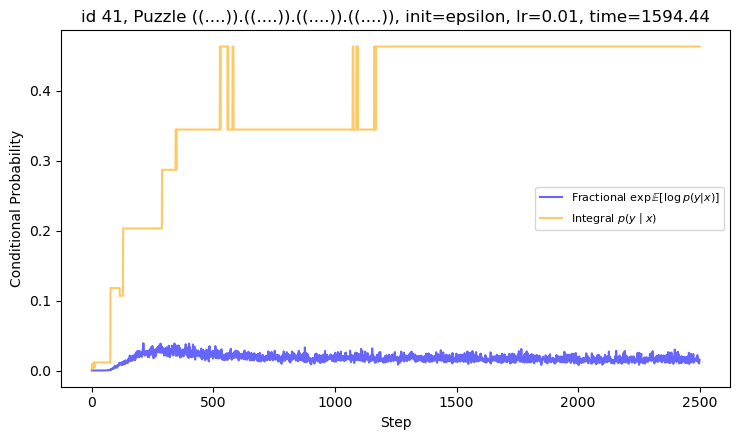 id 41, Puzzle ((....)).((....)).((....)).((....)), init=epsilon, lr=0.01, time=1594.44
Conditional Probability
0.4
0.3
0.2
0.1
0.0
Fractional exp𝔼[log p(y|x)]
Integral p(y | x)
0
500
1000
1500
2000
2500
Step